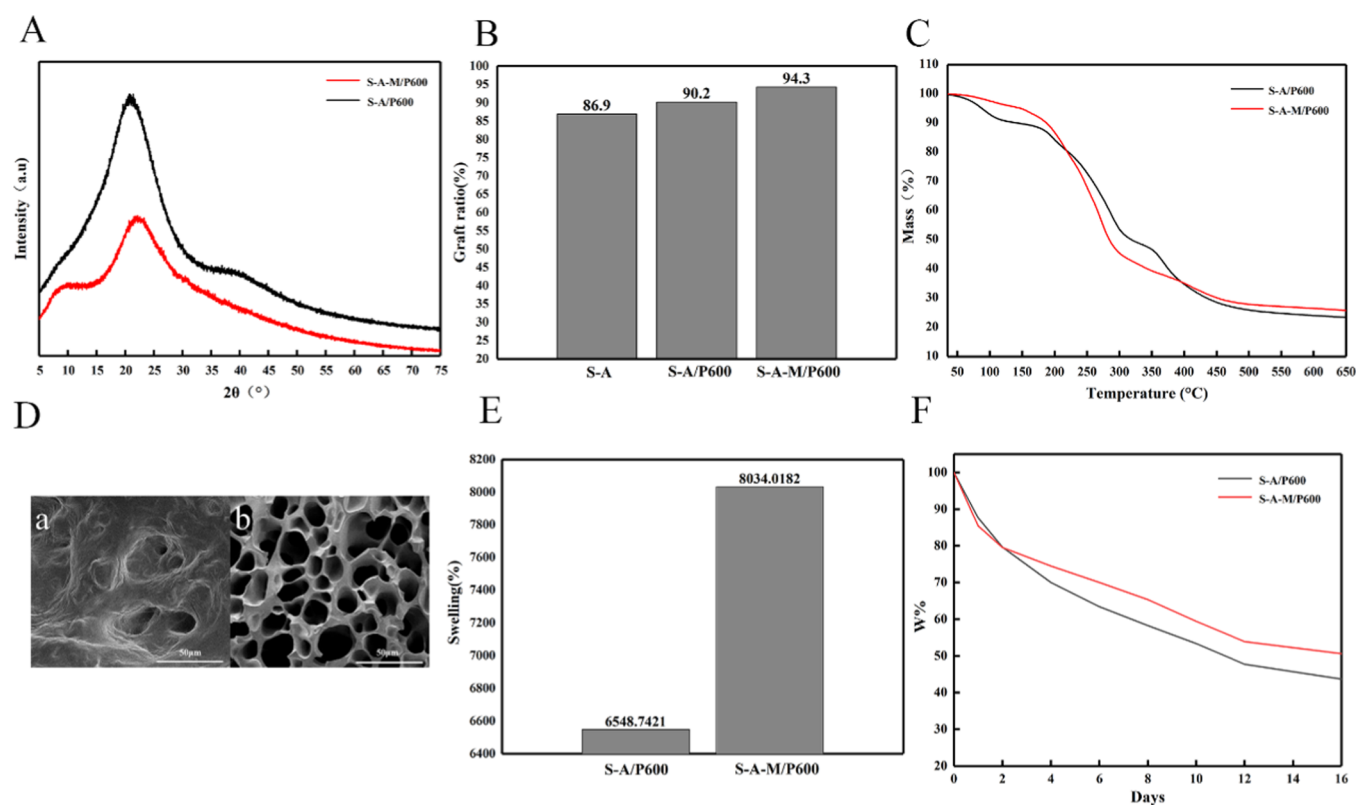 A
S-A-M/P600
S-A/P600
Intensity（a.u）
5 10 15 20 25 30 35 40 45 50 55 60 65 70 75
2θ（°）
B
100
95
90
85
80
75
70
65
60
55
50
45
40
35
30
25
20
Graft ratio(%)
86.9
90.2
94.3
S-A
S-A/P600
S-A-M/P600
C
110
100
90
80
70
60
50
40
30
20
10
Mass（%）
S-A/P600
S-A-M/P600
50 100 150 200 250 300 350 400 450 500 550 600 650
Temperature (°C)
D
a
50μm
b
50μm
E
8200
8000
7800
7600
7400
7200
7000
6800
6600
6400
Swelling(%)
6548.7421
8034.0182
S-A/P600
S-A-M/P600
F
100
90
80
70
60
50
40
30
20
W%
S-A/P600
S-A-M/P600
0 2 4 6 8 10 12 14 16
Days